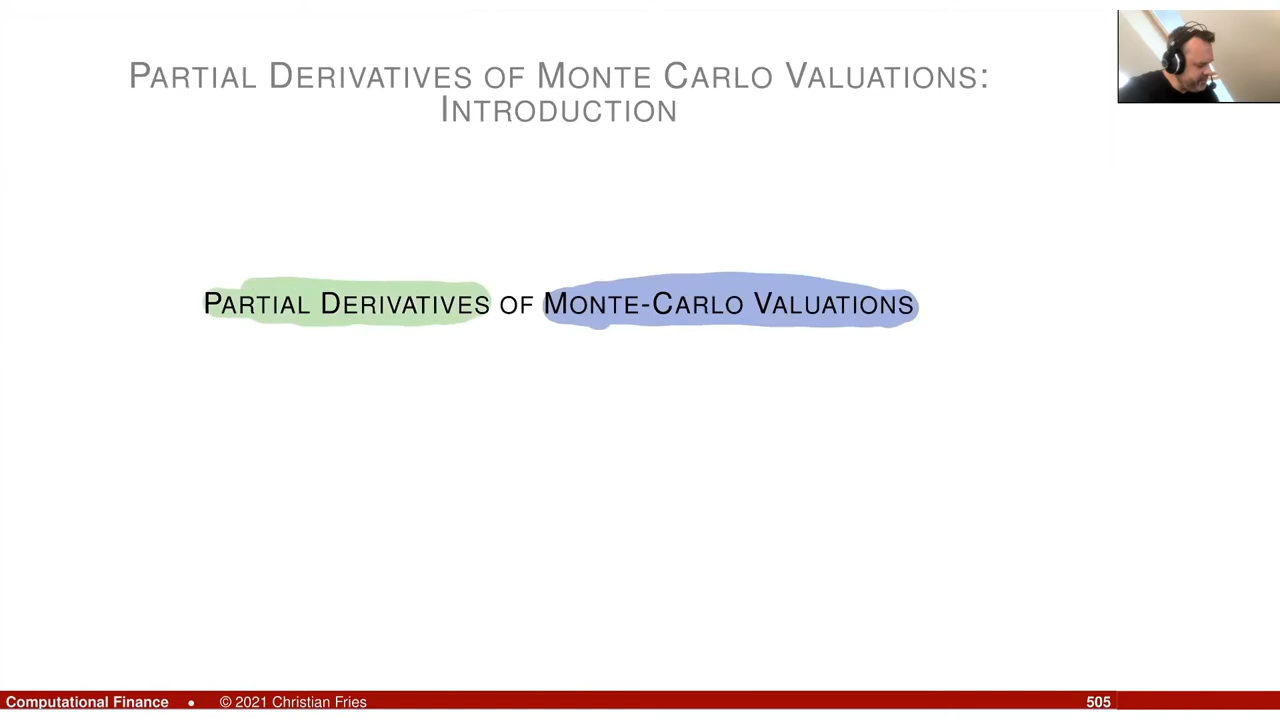 PARTIAL DERIVATIVES OF MONTE CARLO VALUATIONS:
INTRODUCTION
PARTIAL DERIVATIVES OF MONTE-CARLO VALUATIONS
Computational Finance • © 2021 Christian Fries 505